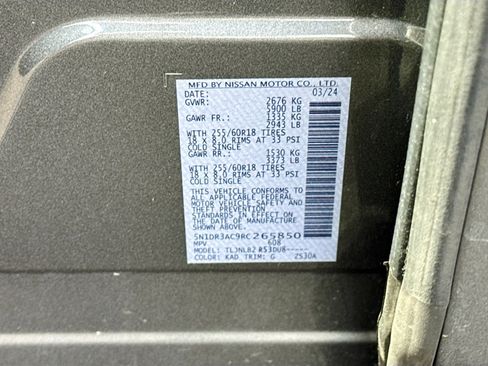 MFD BY NISSAN MOTOR CO., LTD.
DATE: 03/24
GVWR: 2676 KG
5900 LB
GAWR FR.: 1335 KG
2943 LB
WITH 255/60R18 TIRES
18 x 8.0 RIMS AT 33 PSI
COLD SINGLE
GAWR RR.: 1530 KG
3373 LB
WITH 255/60R18 TIRES
18 x 8.0 RIMS AT 33 PSI
COLD SINGLE
THIS VEHICLE CONFORMS TO
ALL APPLICABLE FEDERAL
MOTOR VEHICLE SAFETY AND
THEFT PREVENTION
STANDARDS IN EFFECT ON
THE DATE OF MANUFACTURE
SHOWN ABOVE.
5N1DR3AC9RC265850
MPV 608
MODEL: TLJNLB2 R53DU8-----
COLOR: KAD TRIM: G ZS30A